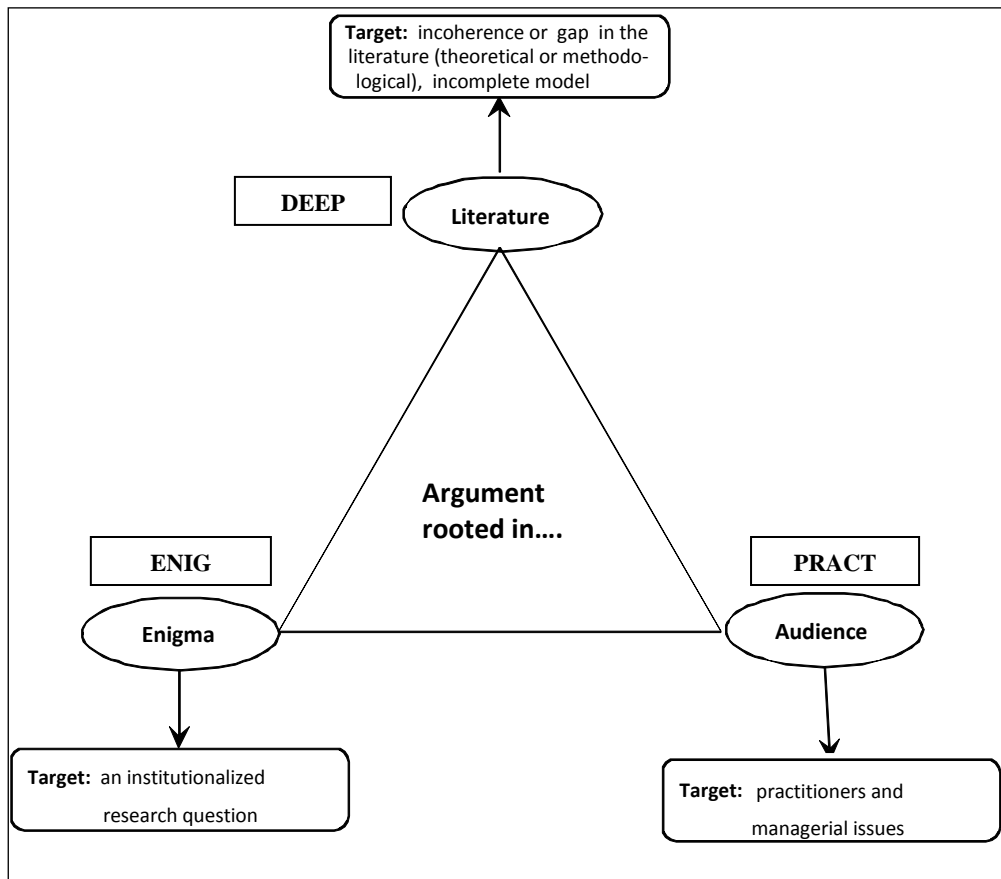 Target: incoherence or gap in the
literature (theoretical or methodo-
logical), incomplete model
DEEP
Literature
Argument
rooted in....
ENIG
PRACT
Enigma
Audience
Target: an institutionalized
research question
Target: practitioners and
managerial issues